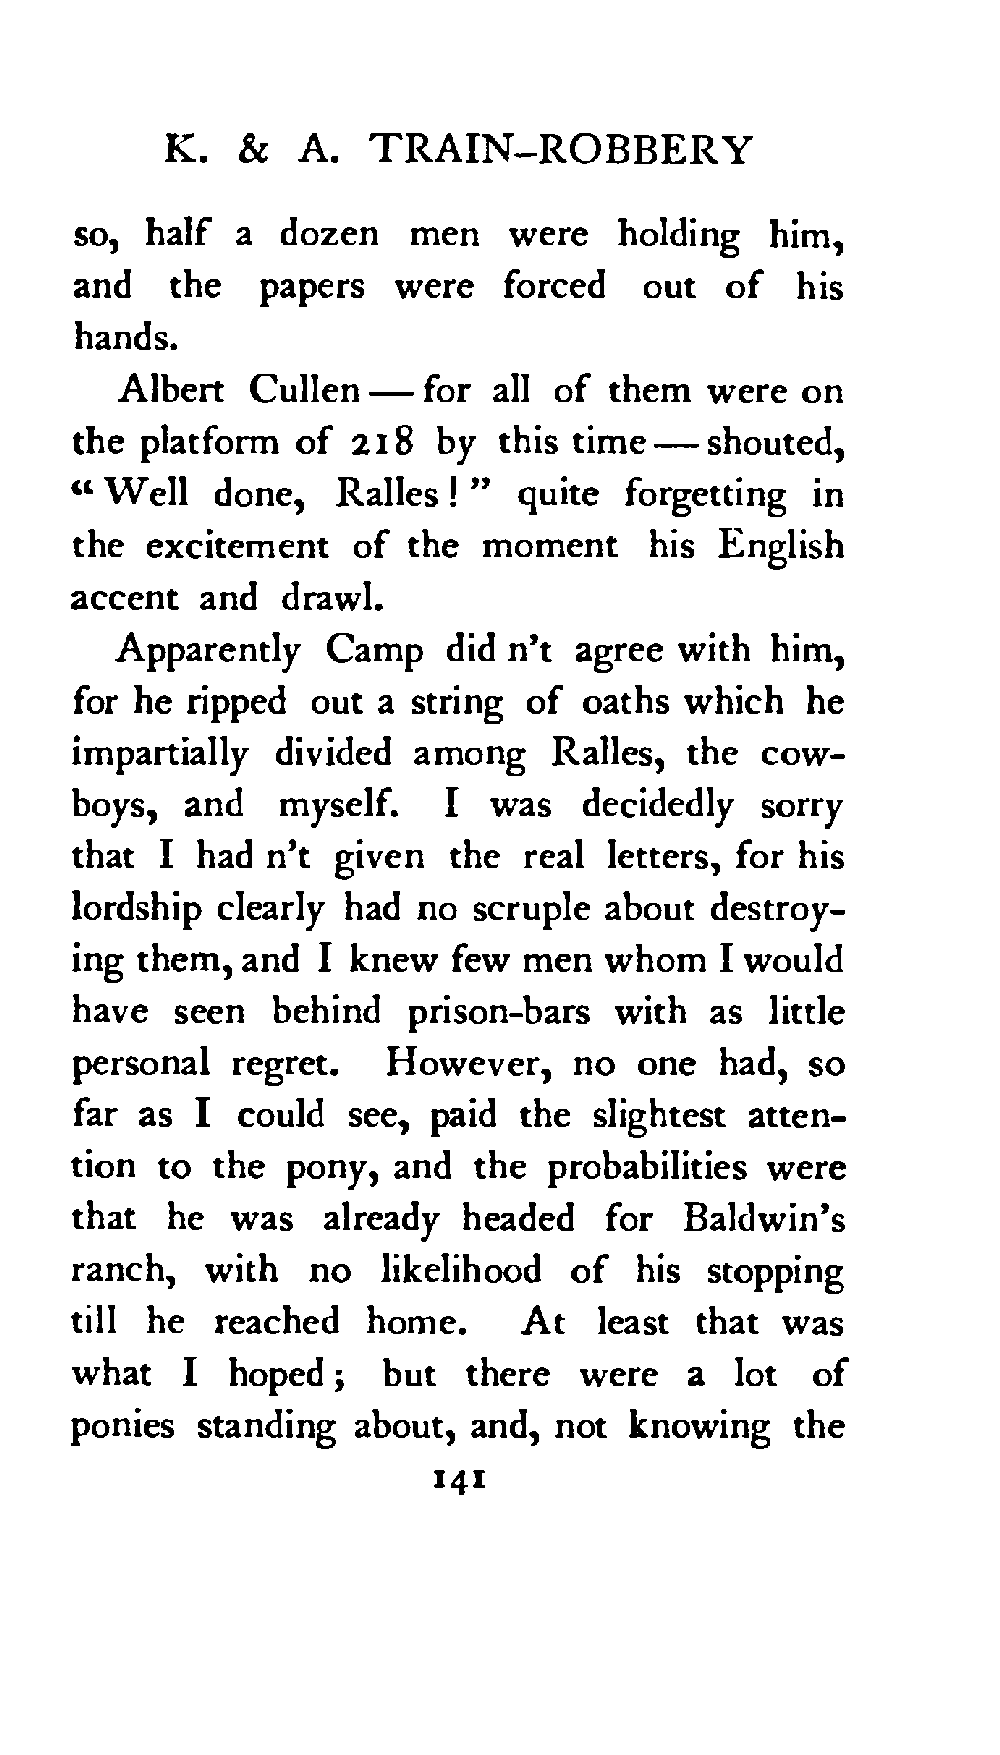 K. & A. TRAIN-ROBBERY
so, half a dozen men were holding him,
and the papers were forced out of his
hands.
Albert Cullen — for all of them were on
the platform of 218 by this time — shouted,
“ Well done, Ralles ! ” quite forgetting in
the excitement of the moment his English
accent and drawl.
Apparently Camp did n’t agree with him,
for he ripped out a string of oaths which he
impartially divided among Ralles, the cow-
boys, and myself. I was decidedly sorry
that I had n’t given the real letters, for his
lordship clearly had no scruple about destroy-
ing them, and I knew few men whom I would
have seen behind prison-bars with as little
personal regret. However, no one had, so
far as I could see, paid the slightest atten-
tion to the pony, and the probabilities were
that he was already headed for Baldwin’s
ranch, with no likelihood of his stopping
till he reached home. At least that was
what I hoped ; but there were a lot of
ponies standing about, and, not knowing the
141